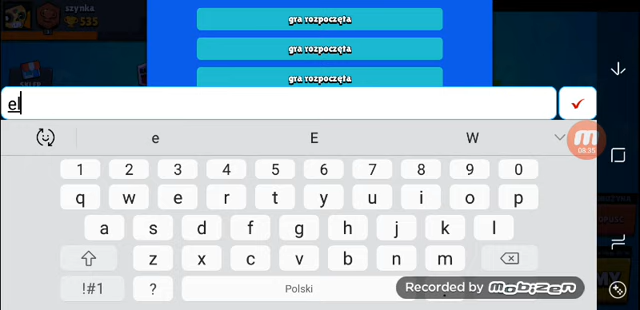 szynka
535
gra rozpoczęta
gra rozpoczęta
gra rozpoczęta
SKLEP
el
e E W
08:35
1 2 3 4 5 6 7 8 9 0
q w e r t y u i o p
a s d f g h j k l
z x c v b n m
!#1 ? Polski .
Recorded by mobizen